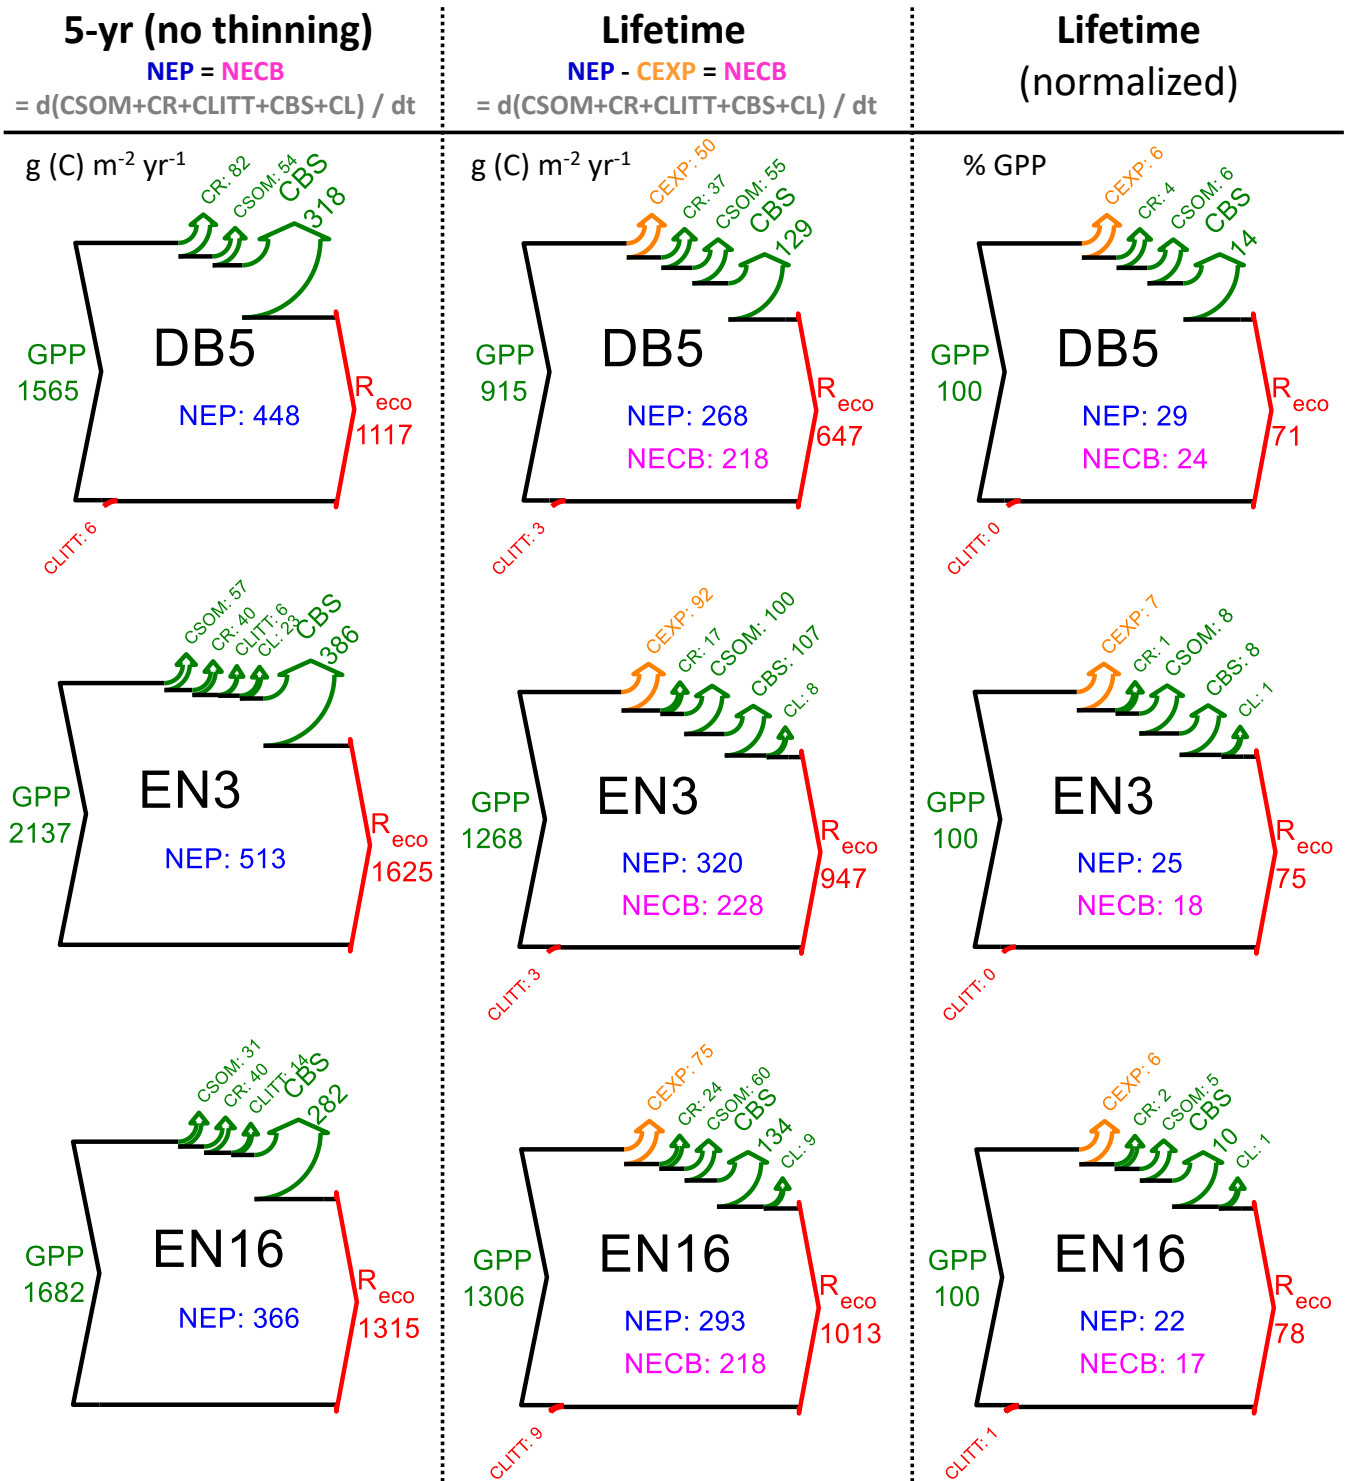 5-yr (no thinning)
NEP = NECB
= d(CSOM+CR+CLITT+CBS+CL) / dt
Lifetime
NEP - CEXP = NECB
= d(CSOM+CR+CLITT+CBS+CL) / dt
Lifetime
(normalized)
g (C) m⁻² yr⁻¹
CR: 82
CSOM: 54
CBS
318
GPP
1565
DB5
NEP: 448
Reco
1117
CLITT: 6
g (C) m⁻² yr⁻¹
CEXP: 50
CR: 37
CSOM: 55
CBS
129
GPP
915
DB5
NEP: 268
NECB: 218
Reco
647
CLITT: 3
% GPP
CEXP: 6
CR: 4
CSOM: 6
CBS
14
GPP
100
DB5
NEP: 29
NECB: 24
Reco
71
CLITT: 0
CSOM: 57
CR: 40
CLITT: 6
CL: 23
CBS
386
GPP
2137
EN3
NEP: 513
Reco
1625
CEXP: 92
CR: 17
CSOM: 100
CBS: 107
CL: 8
GPP
1268
EN3
NEP: 320
NECB: 228
Reco
947
CLITT: 3
CEXP: 7
CR: 1
CSOM: 8
CBS: 8
CL: 1
GPP
100
EN3
NEP: 25
NECB: 18
Reco
75
CLITT: 0
CSOM: 31
CR: 40
CLITT: 14
CBS
282
GPP
1682
EN16
NEP: 366
Reco
1315
CEXP: 75
CR: 24
CSOM: 60
CBS
134
CL: 9
GPP
1306
EN16
NEP: 293
NECB: 218
Reco
1013
CLITT: 9
CEXP: 6
CR: 2
CSOM: 5
CBS
10
CL: 1
GPP
100
EN16
NEP: 22
NECB: 17
Reco
78
CLITT: 1